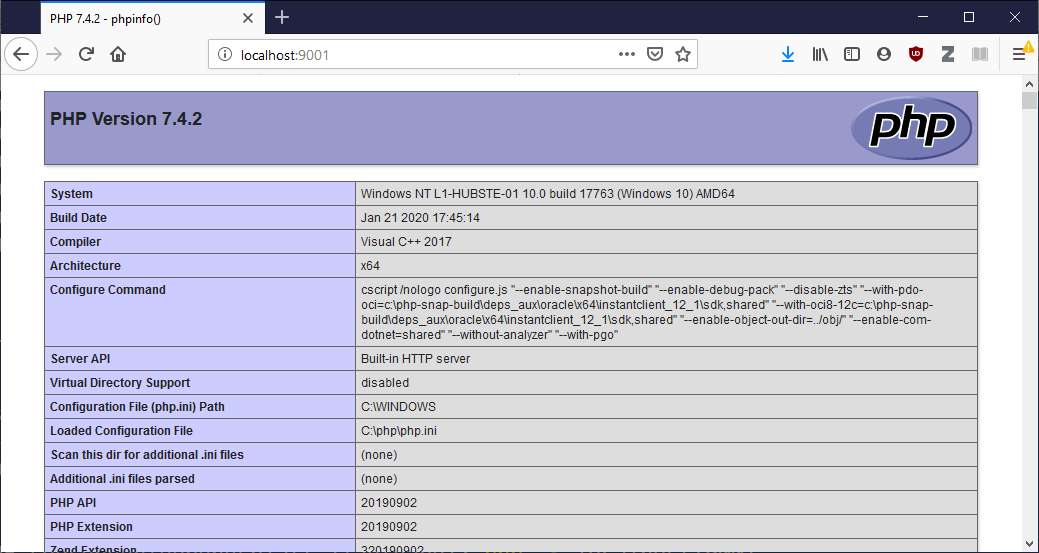 PHP 7.4.2 - phpinfo()
localhost:9001
PHP Version 7.4.2
php
System Windows NT L1-HUBSTE-01 10.0 build 17763 (Windows 10) AMD64
Build Date Jan 21 2020 17:45:14
Compiler Visual C++ 2017
Architecture x64
Configure Command cscript /nologo configure.js "--enable-snapshot-build" "--enable-debug-pack" "--disable-zts" "--with-pdo-
oci=c:\php-snap-build\deps_aux\oracle\x64\instantclient_12_1\sdk,shared" "--with-oci8-12c=c:\php-snap-
build\deps_aux\oracle\x64\instantclient_12_1\sdk,shared" "--enable-object-out-dir=../obj/" "--enable-com-
dotnet=shared" "--without-analyzer" "--with-pgo"
Server API Built-in HTTP server
Virtual Directory Support disabled
Configuration File (php.ini) Path C:\WINDOWS
Loaded Configuration File C:\php\php.ini
Scan this dir for additional .ini files (none)
Additional .ini files parsed (none)
PHP API 20190902
PHP Extension 20190902
Zend Extension 320190902